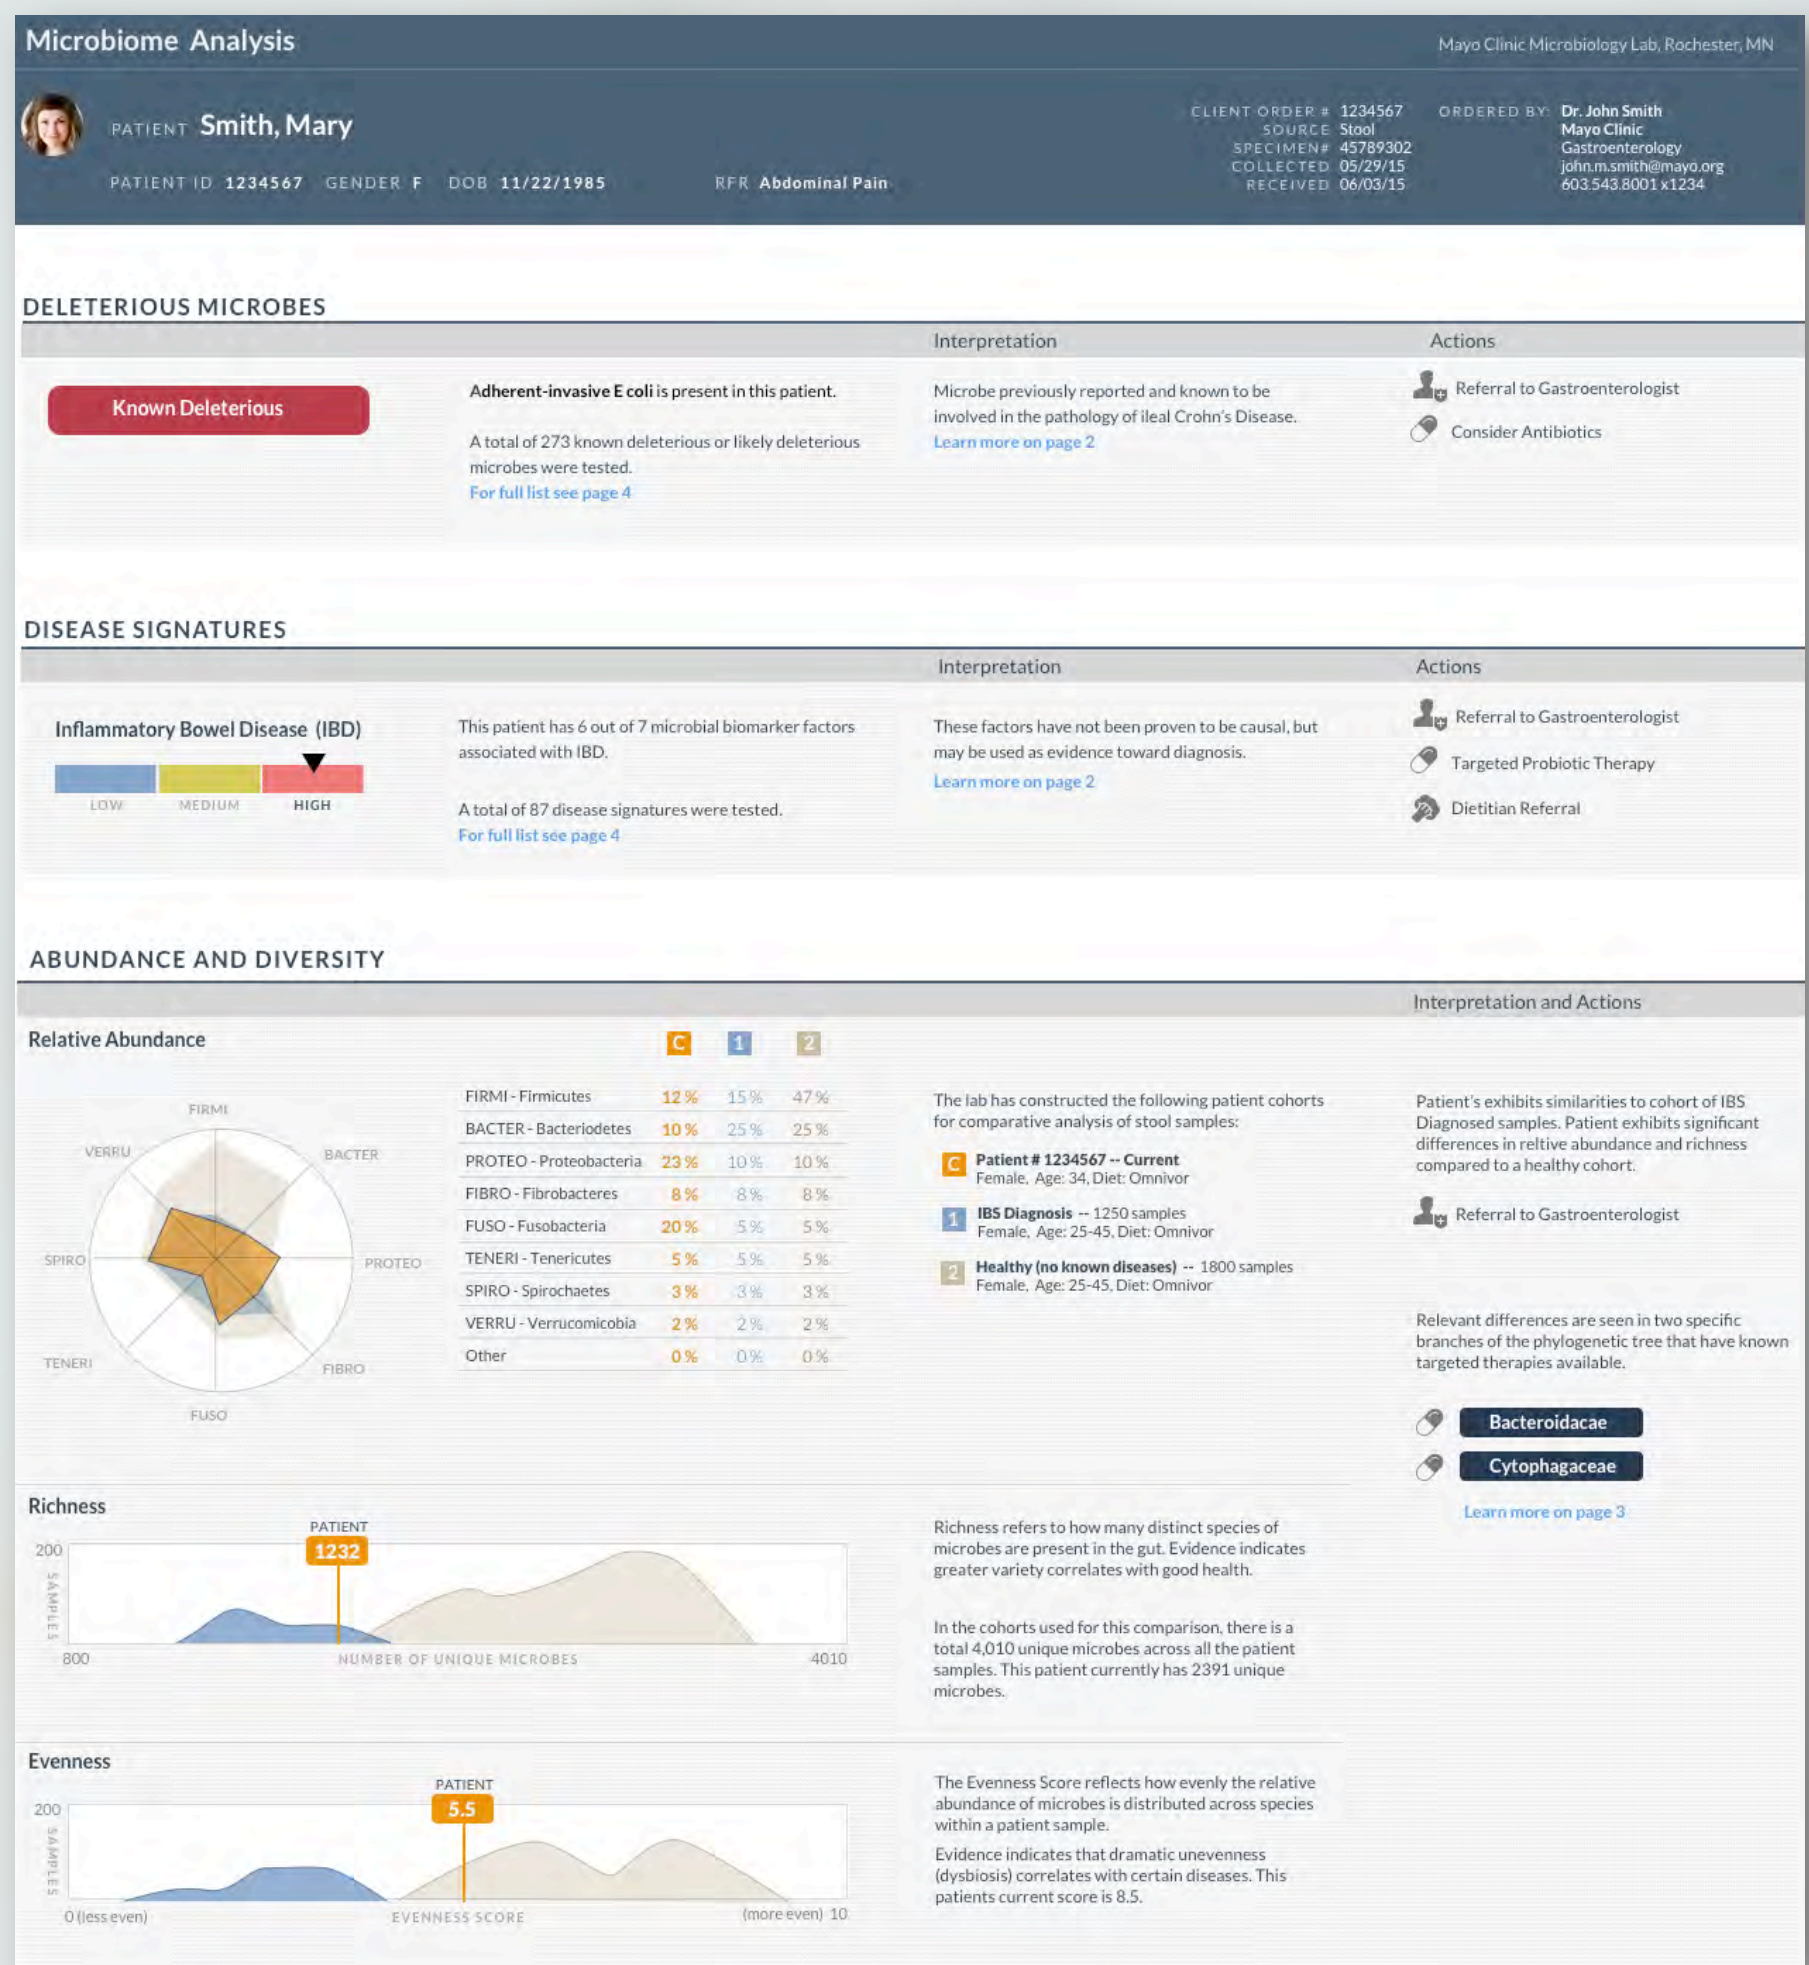 Microbiome Analysis
Mayo Clinic Microbiology Lab, Rochester, MN
PATIENT Smith, Mary
PATIENT ID 1234567 GENDER F DOB 11/22/1985 RFR Abdominal Pain
CLIENT ORDER # 1234567
SOURCE Stool
SPECIMEN# 45789302
COLLECTED 05/29/15
RECEIVED 06/03/15
ORDERED BY: Dr. John Smith
Mayo Clinic
Gastroenterology
john.m.smith@mayo.org
603.543.8001 x1234
DELETERIOUS MICROBES
Interpretation
Actions
Known Deleterious
Adherent-invasive E coli is present in this patient.
A total of 273 known deleterious or likely deleterious
microbes were tested.
For full list see page 4
Microbe previously reported and known to be
involved in the pathology of ileal Crohn's Disease.
Learn more on page 2
Referral to Gastroenterologist
Consider Antibiotics
DISEASE SIGNATURES
Interpretation
Actions
Inflammatory Bowel Disease (IBD)
LOW MEDIUM HIGH
This patient has 6 out of 7 microbial biomarker factors
associated with IBD.
A total of 87 disease signatures were tested.
For full list see page 4
These factors have not been proven to be causal, but
may be used as evidence toward diagnosis.
Learn more on page 2
Referral to Gastroenterologist
Targeted Probiotic Therapy
Dietitian Referral
ABUNDANCE AND DIVERSITY
Interpretation and Actions
Relative Abundance
FIRMI
BACTER
PROTEO
FIBRO
FUSO
TENERI
SPIRO
VERRU
C 1 2
FIRMI - Firmicutes 12 % 15 % 47 %
BACTER - Bacteriodetes 10 % 25 % 25 %
PROTEO - Proteobacteria 23 % 10 % 10 %
FIBRO - Fibrobacteres 8 % 8 % 8 %
FUSO - Fusobacteria 20 % 5 % 5 %
TENERI - Tenericutes 5 % 5 % 5 %
SPIRO - Spirochaetes 3 % 3 % 3 %
VERRU - Verrucomicobia 2 % 2 % 2 %
Other 0 % 0 % 0 %
The lab has constructed the following patient cohorts
for comparative analysis of stool samples:
C Patient # 1234567 -- Current
Female, Age: 34, Diet: Omnivor
1 IBS Diagnosis -- 1250 samples
Female, Age: 25-45, Diet: Omnivor
2 Healthy (no known diseases) -- 1800 samples
Female, Age: 25-45, Diet: Omnivor
Patient's exhibits similarities to cohort of IBS
Diagnosed samples. Patient exhibits significant
differences in reltive abundance and richness
compared to a healthy cohort.
Referral to Gastroenterologist
Relevant differences are seen in two specific
branches of the phylogenetic tree that have known
targeted therapies available.
Bacteroidacae
Cytophagaceae
Learn more on page 3
Richness
PATIENT
1232
200
SAMPLES
800
NUMBER OF UNIQUE MICROBES
4010
Richness refers to how many distinct species of
microbes are present in the gut. Evidence indicates
greater variety correlates with good health.
In the cohorts used for this comparison, there is a
total 4,010 unique microbes across all the patient
samples. This patient currently has 2391 unique
microbes.
Evenness
PATIENT
5.5
200
SAMPLES
0 (less even)
EVENNESS SCORE
(more even) 10
The Evenness Score reflects how evenly the relative
abundance of microbes is distributed across species
within a patient sample.
Evidence indicates that dramatic unevenness
(dysbiosis) correlates with certain diseases. This
patients current score is 8.5.